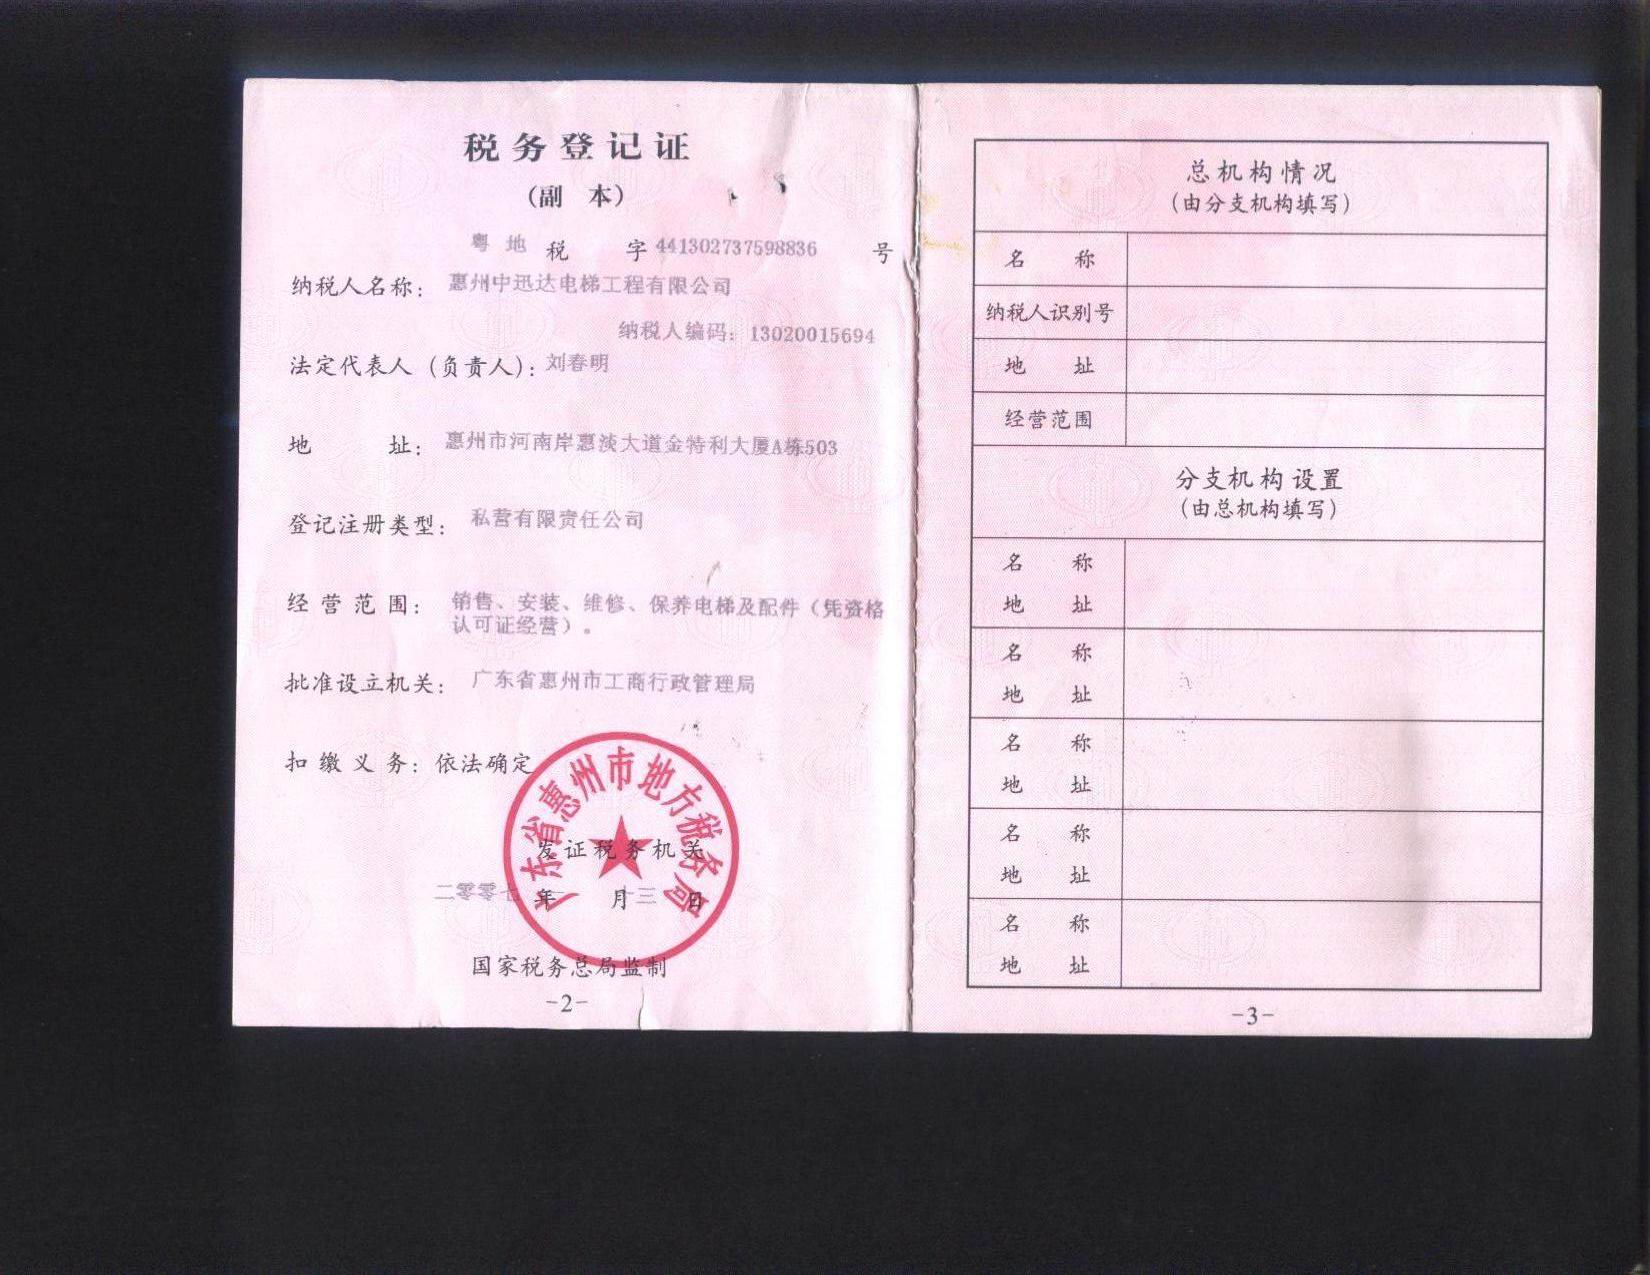 税务登记证
（副 本）
粤 地 税 字 441302737598836 号
纳税人名称： 惠州中迅达电梯工程有限公司
纳税人编码：13020015694
法定代表人（负责人）：刘春明
地 址： 惠州市河南岸惠淡大道金特利大厦A栋503
登记注册类型： 私营有限责任公司
经 营 范 围： 销售、安装、维修、保养电梯及配件（凭资格
认可证经营）。
批准设立机关： 广东省惠州市工商行政管理局
扣 缴 义 务：依法确定
广东省惠州市地方税务局
发证税务机关
二零零七 年 月 十三 日
国家税务总局监制
-2-
总机构情况
（由分支机构填写）
名 称
纳税人识别号
地 址
经营范围
分支机构设置
（由总机构填写）
名 称
地 址
名 称
地 址
名 称
地 址
名 称
地 址
名 称
地 址
-3-